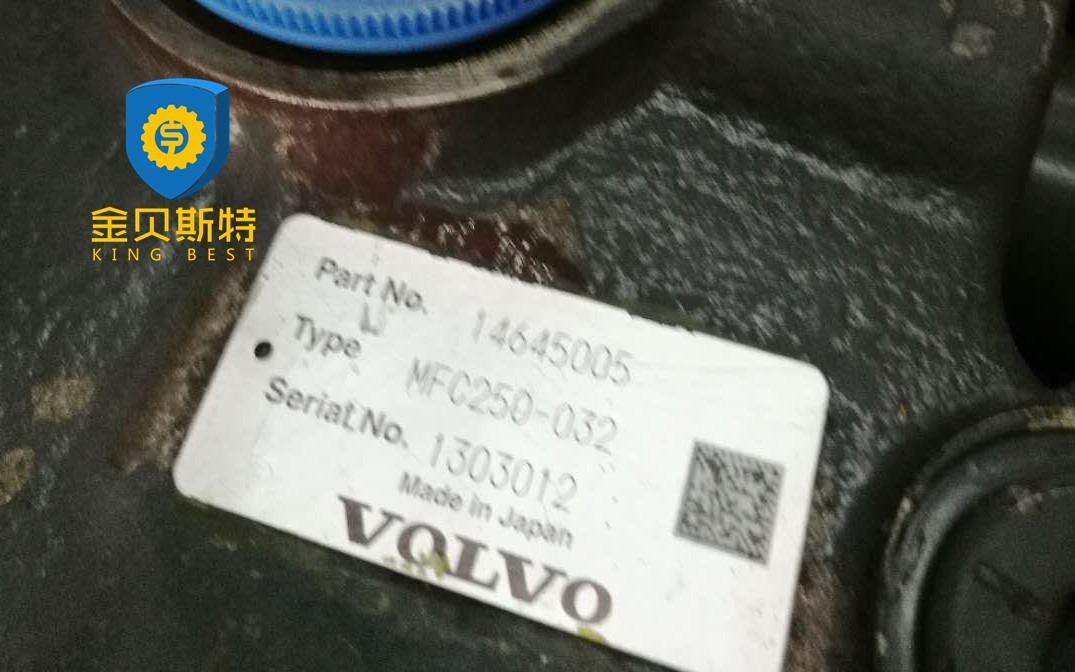 金贝斯特
KING BEST
Part No. 14645005
Type MFC250-032
Serial No. 1303012
Made in Japan
VOLVO